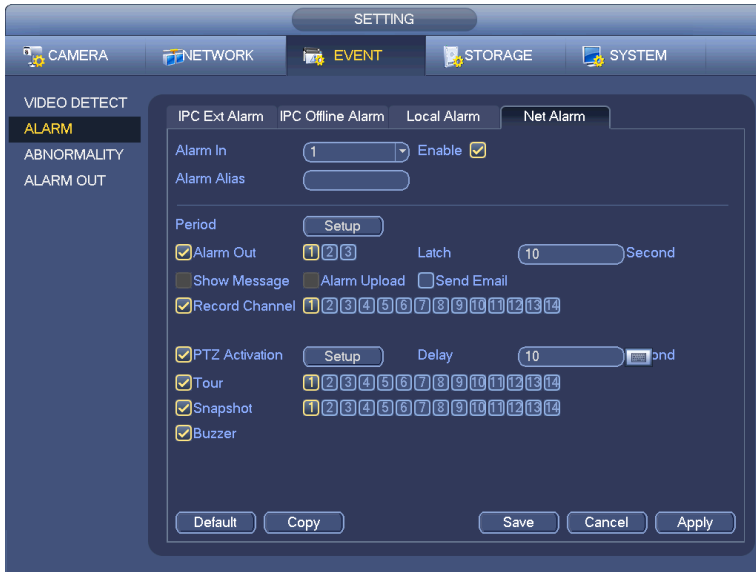 SETTING
CAMERA NETWORK EVENT STORAGE SYSTEM
VIDEO DETECT
ALARM
ABNORMALITY
ALARM OUT
IPC Ext Alarm IPC Offline Alarm Local Alarm Net Alarm
Alarm In 1 Enable
Alarm Alias
Period Setup
Alarm Out 1 2 3 Latch 10 Second
Show Message Alarm Upload Send Email
Record Channel 1 2 3 4 5 6 7 8 9 10 11 12 13 14
PTZ Activation Setup Delay 10 ond
Tour 1 2 3 4 5 6 7 8 9 10 11 12 13 14
Snapshot 1 2 3 4 5 6 7 8 9 10 11 12 13 14
Buzzer
Default Copy Save Cancel Apply